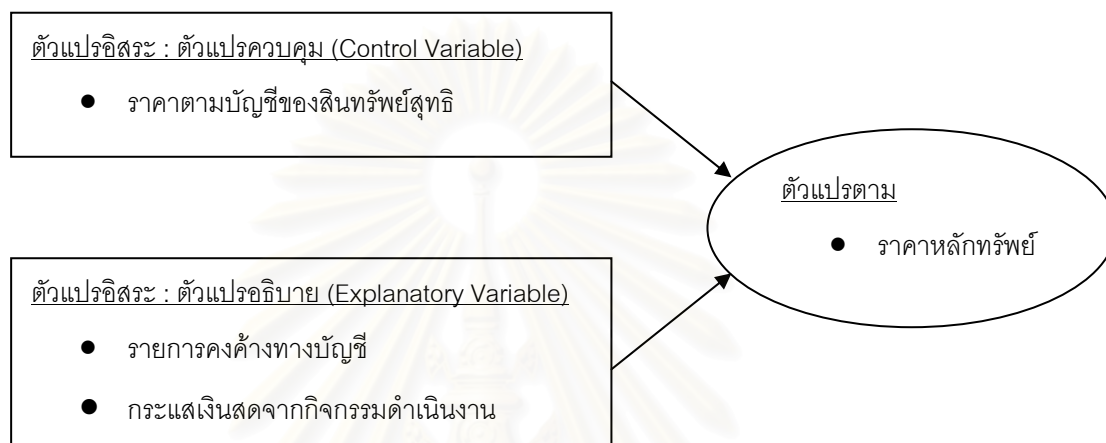 ตัวแปรอิสระ : ตัวแปรควบคุม (Control Variable)
● ราคาตามบัญชีของสินทรัพย์สุทธิ
ตัวแปรตาม
● ราคาหลักทรัพย์
ตัวแปรอิสระ : ตัวแปรอธิบาย (Explanatory Variable)
● รายการคงค้างทางบัญชี
● กระแสเงินสดจากกิจกรรมดำเนินงาน